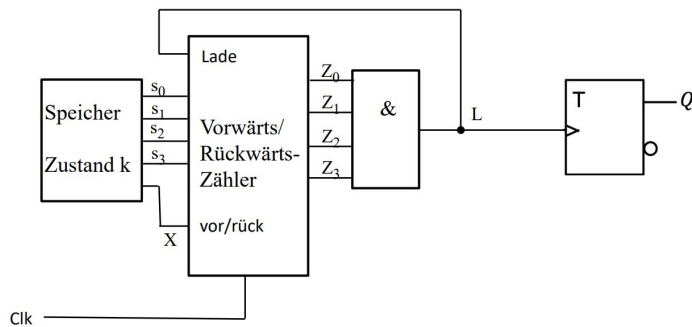 Lade
Speicher
Zustand k
s0
s1
s2
s3
X
Vorwärts/
Rückwärts-
Zähler
vor/rück
Z0
Z1
Z2
Z3
&
L
T
Q
Clk